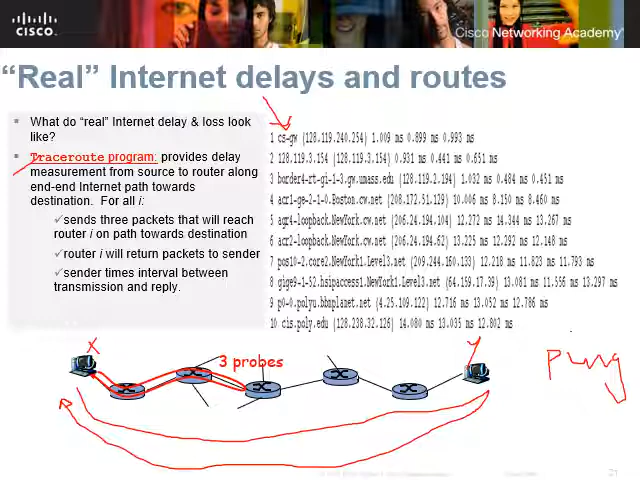 CISCO
Cisco Networking Academy
“Real” Internet delays and routes
What do “real” Internet delay & loss look
like?
Traceroute program: provides delay
measurement from source to router along
end-end Internet path towards
destination. For all i:
✓sends three packets that will reach
router i on path towards destination
✓router i will return packets to sender
✓sender times interval between
transmission and reply.
1 cs-gw (128.119.240.254) 1.009 ms 0.899 ms 0.993 ms
2 128.119.3.154 (128.119.3.154) 0.931 ms 0.441 ms 0.651 ms
3 border4-rt-gi-1-3.gw.umass.edu (128.119.2.194) 1.032 ms 0.484 ms 0.451 ms
4 acr1-ge-2-1-0.Boston.cw.net (208.172.51.129) 10.006 ms 8.150 ms 8.460 ms
5 agr4-loopback.NewYork.cw.net (206.24.194.104) 12.272 ms 14.344 ms 13.267 ms
6 acr2-loopback.NewYork.cw.net (206.24.194.62) 13.225 ms 12.292 ms 12.148 ms
7 pos10-2.core2.NewYork1.Level3.net (209.244.160.133) 12.218 ms 11.823 ms 11.793 ms
8 gige9-1-52.hsipaccess1.NewYork1.Level3.net (64.159.17.39) 13.081 ms 11.556 ms 13.297 ms
9 p0-0.polyu.bbnplanet.net (4.25.109.122) 12.716 ms 13.052 ms 12.786 ms
10 cis.poly.edu (128.238.32.126) 14.080 ms 13.035 ms 12.802 ms
X
3 probes
Y
Ping
21